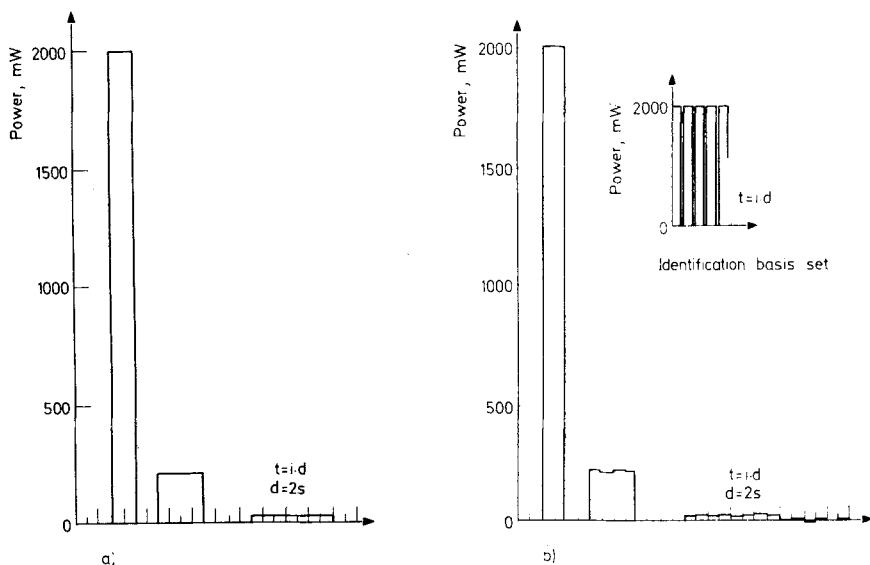 Power, mW
2000
1500
1000
500
0
t=i·d
d=2s
a)
Power, mW
2000
1500
1000
500
0
t=i·d
d=2s
b)
Power, mW
2000
0
t=i·d
Identification basis set